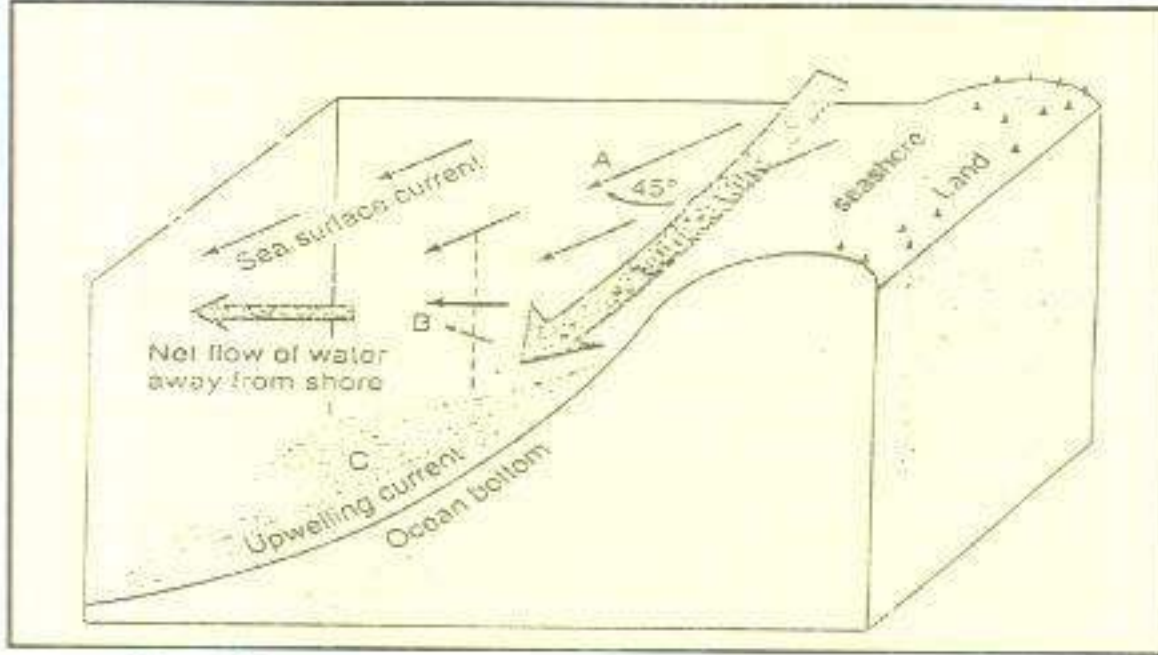 A
45°
seashore
Land
Sea surface current
B
Net flow of water
away from shore
C
Upwelling current
Ocean bottom